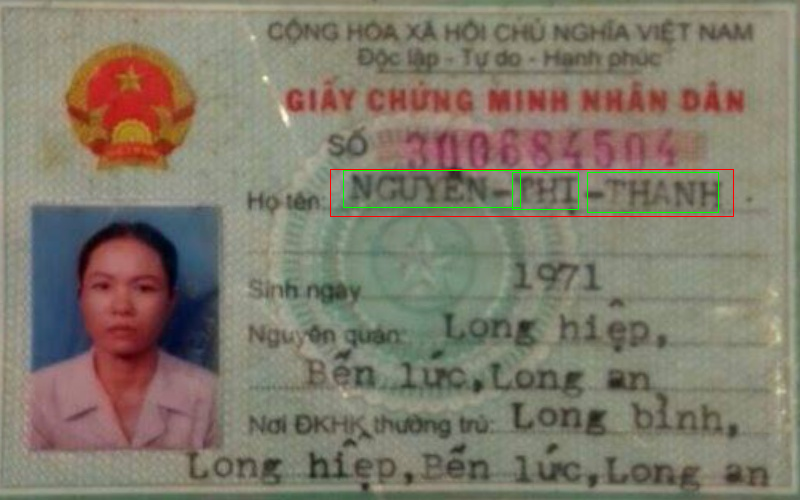 CỘNG HÒA XÃ HỘI CHỦ NGHĨA VIỆT NAM
Độc lập - Tự do - Hạnh phúc
GIẤY CHỨNG MINH NHÂN DÂN
SỐ 300684504
Họ tên: NGUYỄN-THỊ-THANH
Sinh ngày 1971
Nguyên quán: Long hiệp,
Bến lức,Long an
Nơi ĐKHK thường trú: Long bình,
Long hiệp,Bến lức,Long an